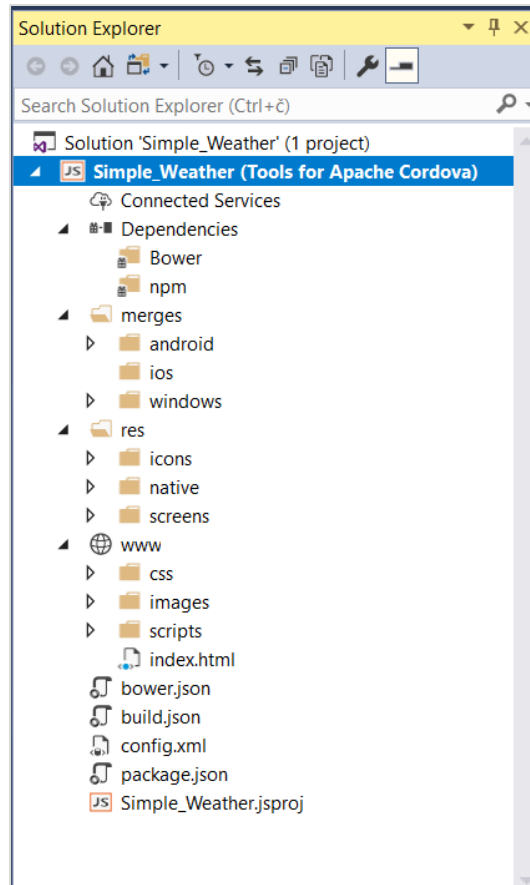 Solution Explorer
Search Solution Explorer (Ctrl+č)
Solution 'Simple_Weather' (1 project)
JS Simple_Weather (Tools for Apache Cordova)
Connected Services
Dependencies
Bower
npm
merges
android
ios
windows
res
icons
native
screens
www
css
images
scripts
index.html
bower.json
build.json
config.xml
package.json
JS Simple_Weather.jsproj